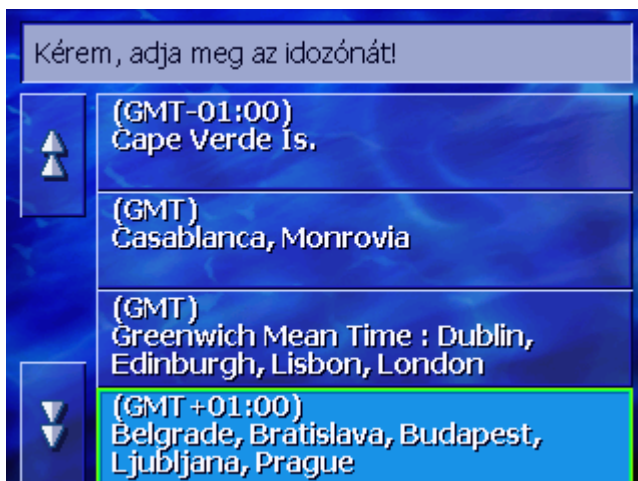 Kérem, adja meg az idozónát!
(GMT-01:00)
Cape Verde Is.
(GMT)
Casablanca, Monrovia
(GMT)
Greenwich Mean Time : Dublin,
Edinburgh, Lisbon, London
(GMT+01:00)
Belgrade, Bratislava, Budapest,
Ljubljana, Prague